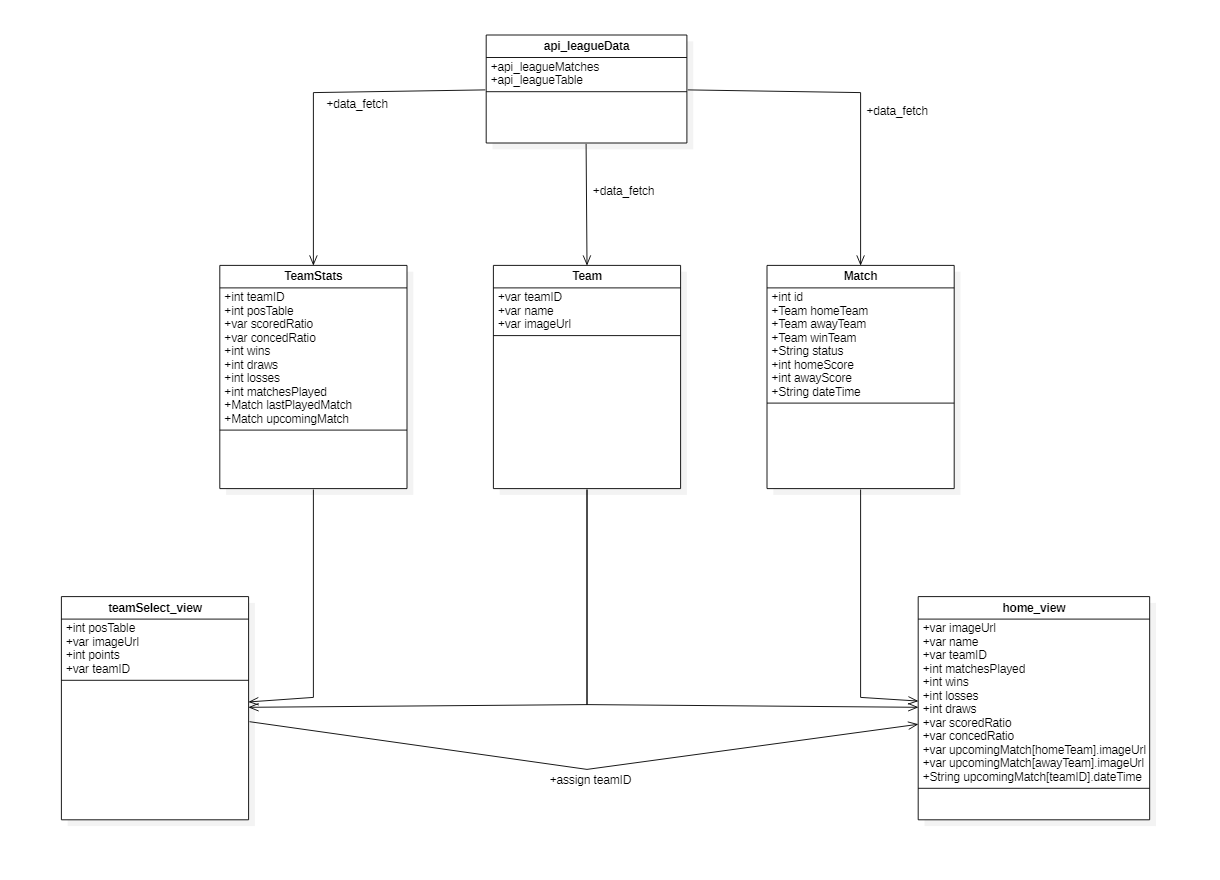 api_leagueData
+api_leagueMatches
+api_leagueTable
+data_fetch
+data_fetch
+data_fetch
TeamStats
+int teamID
+int posTable
+var scoredRatio
+var concedRatio
+int wins
+int draws
+int losses
+int matchesPlayed
+Match lastPlayedMatch
+Match upcomingMatch
Team
+var teamID
+var name
+var imageUrl
Match
+int id
+Team homeTeam
+Team awayTeam
+Team winTeam
+String status
+int homeScore
+int awayScore
+String dateTime
teamSelect_view
+int posTable
+var imageUrl
+int points
+var teamID
home_view
+var imageUrl
+var name
+var teamID
+int matchesPlayed
+int wins
+int losses
+int draws
+var scoredRatio
+var concedRatio
+var upcomingMatch[homeTeam].imageUrl
+var upcomingMatch[awayTeam].imageUrl
+String upcomingMatch[teamID].dateTime
+assign teamID